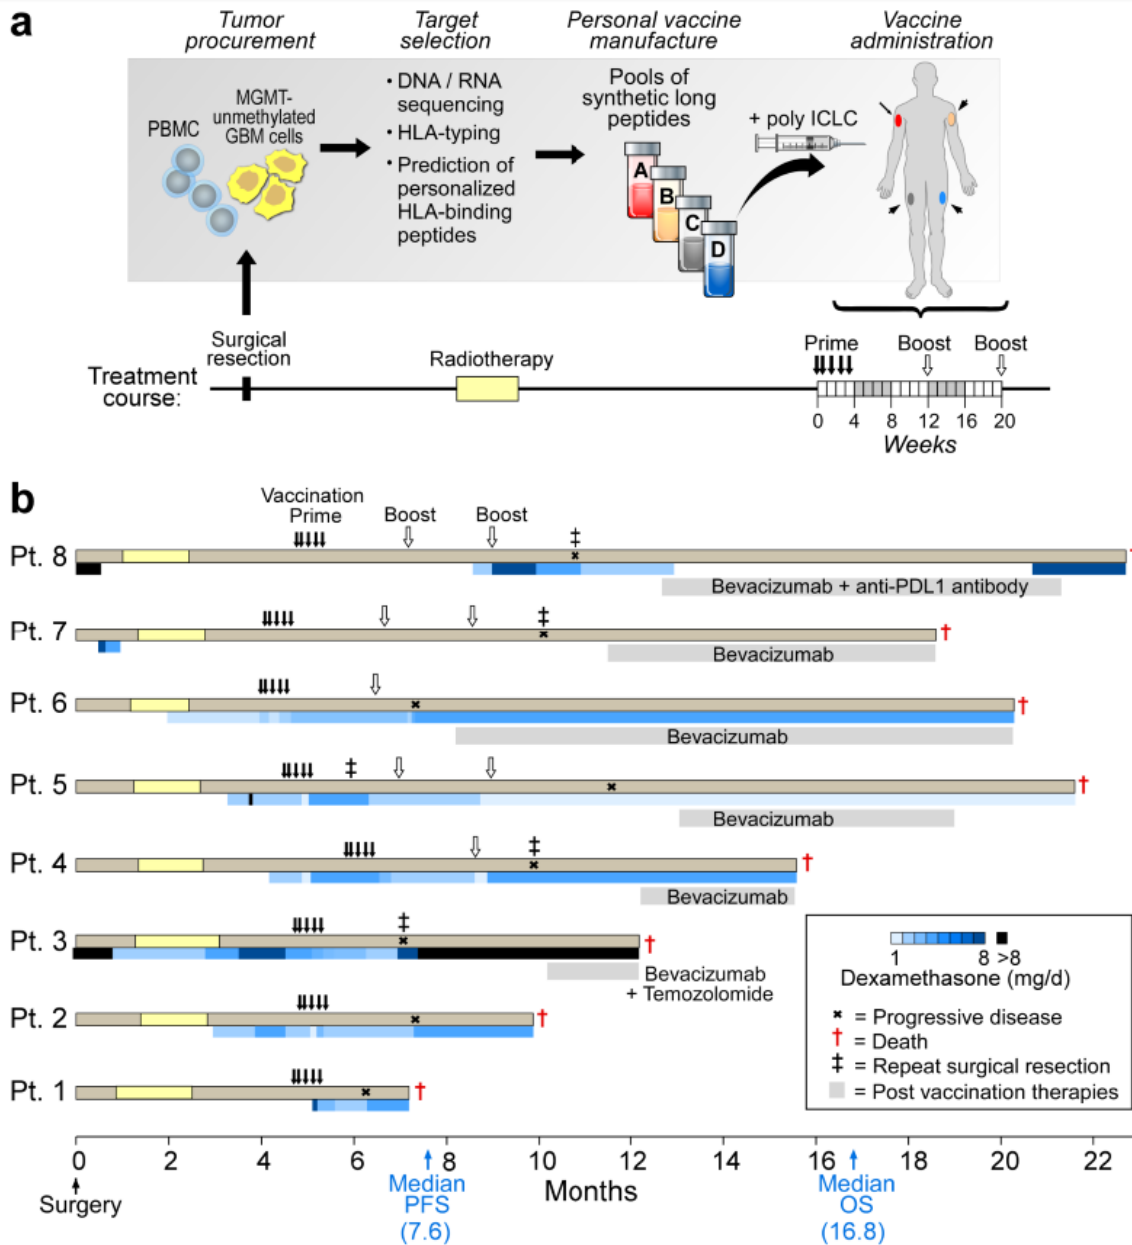 a
Tumor
procurement
Target
selection
Personal vaccine
manufacture
Vaccine
administration
PBMC
MGMT-
unmethylated
GBM cells
• DNA / RNA
sequencing
• HLA-typing
• Prediction of
personalized
HLA-binding
peptides
Pools of
synthetic long
peptides
A
B
C
D
+ poly ICLC
Surgical
resection
Radiotherapy
Prime
Boost
Boost
Treatment
course:
0 4 8 12 16 20
Weeks
b
Vaccination
Prime
Boost
Boost
‡
Pt. 8
Bevacizumab + anti-PDL1 antibody
‡
Pt. 7 †
Bevacizumab
Pt. 6 †
Bevacizumab
‡
Pt. 5 †
Bevacizumab
‡
Pt. 4 †
Bevacizumab
‡
Pt. 3 †
Bevacizumab
+ Temozolomide
Pt. 2 †
Pt. 1 †
1 8 >8
Dexamethasone (mg/d)
× = Progressive disease
† = Death
‡ = Repeat surgical resection
= Post vaccination therapies
0 2 4 6 8 10 12 14 16 18 20 22
Surgery
Median
PFS
(7.6)
Months
Median
OS
(16.8)